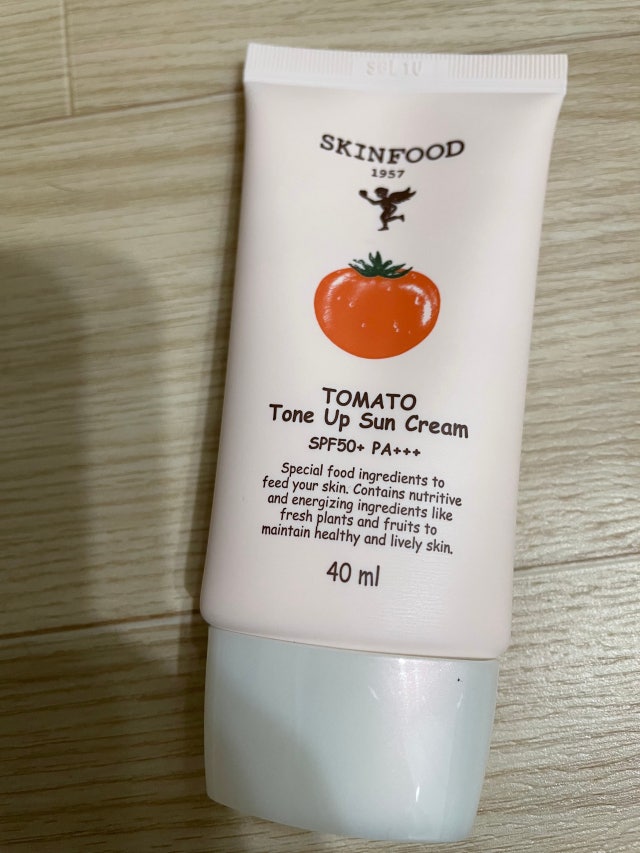 SKINFOOD
1957
TOMATO
Tone Up Sun Cream
SPF50+ PA+++
Special food ingredients to
feed your skin. Contains nutritive
and energizing ingredients like
fresh plants and fruits to
maintain healthy and lively skin.
40 ml